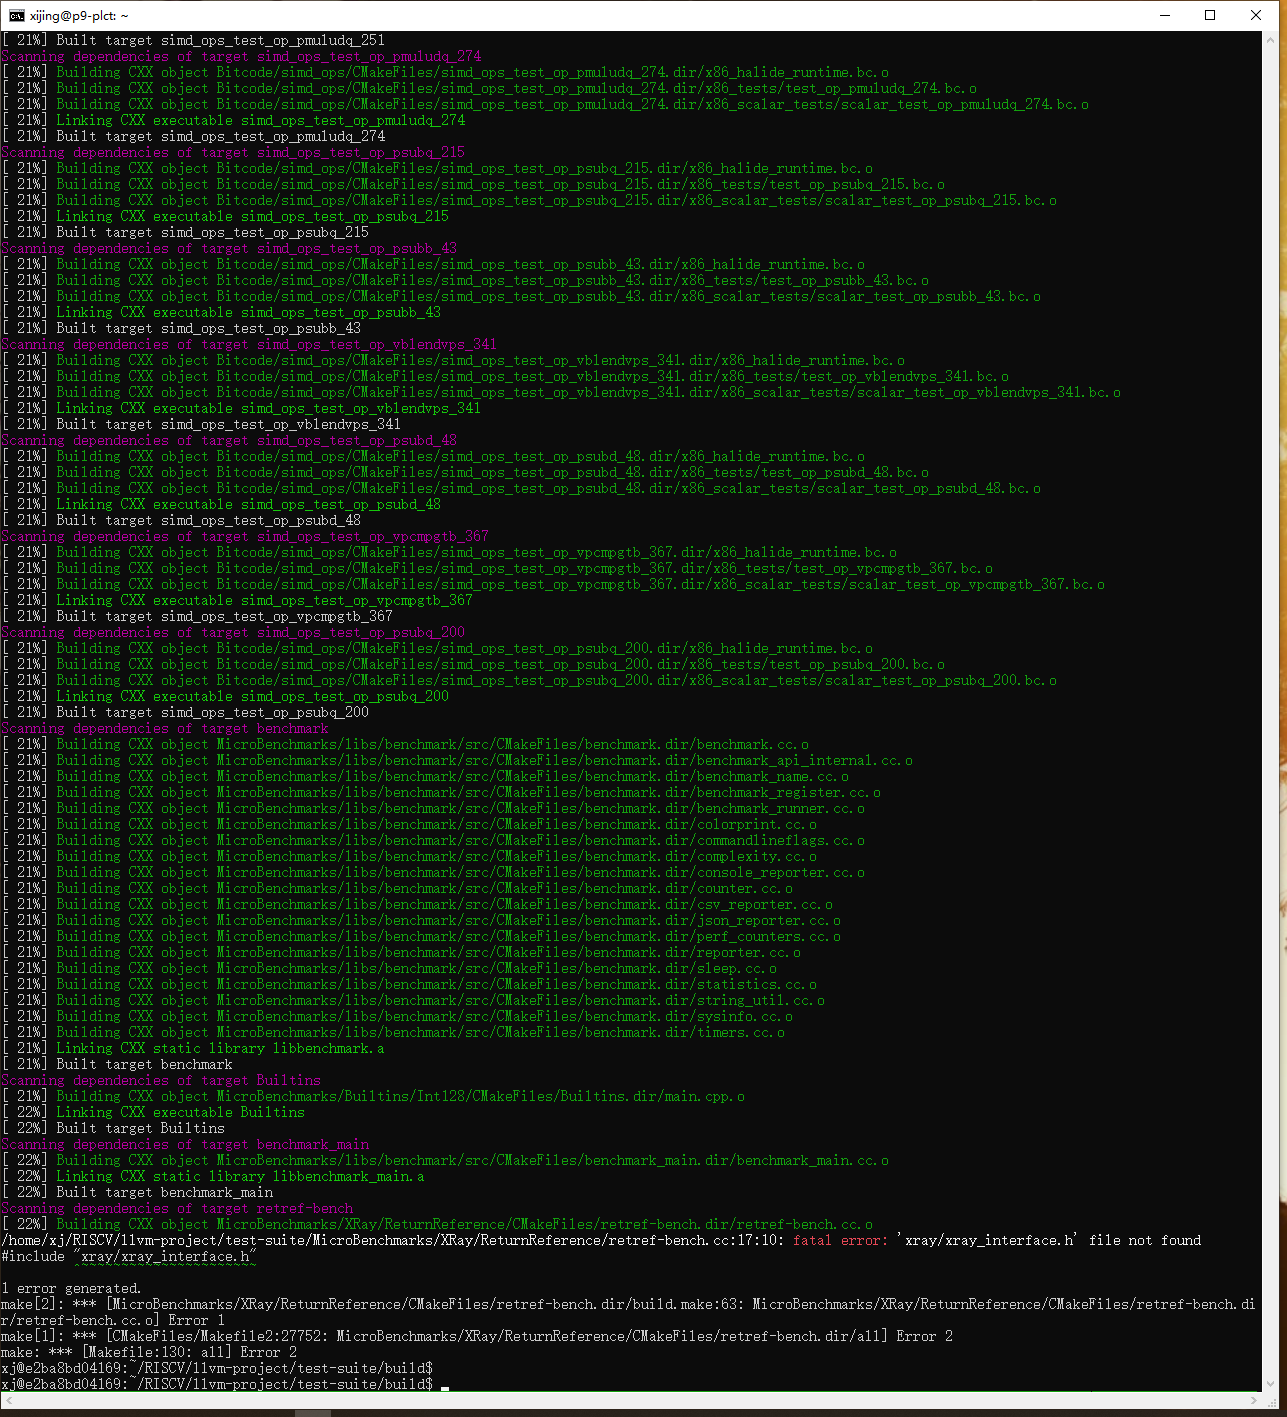 xijing@p9-plct: ~
[ 21%] Built target simd_ops_test_op_pmuludq_251
Scanning dependencies of target simd_ops_test_op_pmuludq_274
[ 21%] Building CXX object Bitcode/simd_ops/CMakeFiles/simd_ops_test_op_pmuludq_274.dir/x86_halide_runtime.bc.o
[ 21%] Building CXX object Bitcode/simd_ops/CMakeFiles/simd_ops_test_op_pmuludq_274.dir/x86_tests/test_op_pmuludq_274.bc.o
[ 21%] Building CXX object Bitcode/simd_ops/CMakeFiles/simd_ops_test_op_pmuludq_274.dir/x86_scalar_tests/scalar_test_op_pmuludq_274.bc.o
[ 21%] Linking CXX executable simd_ops_test_op_pmuludq_274
[ 21%] Built target simd_ops_test_op_pmuludq_274
Scanning dependencies of target simd_ops_test_op_psubq_215
[ 21%] Building CXX object Bitcode/simd_ops/CMakeFiles/simd_ops_test_op_psubq_215.dir/x86_halide_runtime.bc.o
[ 21%] Building CXX object Bitcode/simd_ops/CMakeFiles/simd_ops_test_op_psubq_215.dir/x86_tests/test_op_psubq_215.bc.o
[ 21%] Building CXX object Bitcode/simd_ops/CMakeFiles/simd_ops_test_op_psubq_215.dir/x86_scalar_tests/scalar_test_op_psubq_215.bc.o
[ 21%] Linking CXX executable simd_ops_test_op_psubq_215
[ 21%] Built target simd_ops_test_op_psubq_215
Scanning dependencies of target simd_ops_test_op_psubb_43
[ 21%] Building CXX object Bitcode/simd_ops/CMakeFiles/simd_ops_test_op_psubb_43.dir/x86_halide_runtime.bc.o
[ 21%] Building CXX object Bitcode/simd_ops/CMakeFiles/simd_ops_test_op_psubb_43.dir/x86_tests/test_op_psubb_43.bc.o
[ 21%] Building CXX object Bitcode/simd_ops/CMakeFiles/simd_ops_test_op_psubb_43.dir/x86_scalar_tests/scalar_test_op_psubb_43.bc.o
[ 21%] Linking CXX executable simd_ops_test_op_psubb_43
[ 21%] Built target simd_ops_test_op_psubb_43
Scanning dependencies of target simd_ops_test_op_vblendvps_341
[ 21%] Building CXX object Bitcode/simd_ops/CMakeFiles/simd_ops_test_op_vblendvps_341.dir/x86_halide_runtime.bc.o
[ 21%] Building CXX object Bitcode/simd_ops/CMakeFiles/simd_ops_test_op_vblendvps_341.dir/x86_tests/test_op_vblendvps_341.bc.o
[ 21%] Building CXX object Bitcode/simd_ops/CMakeFiles/simd_ops_test_op_vblendvps_341.dir/x86_scalar_tests/scalar_test_op_vblendvps_341.bc.o
[ 21%] Linking CXX executable simd_ops_test_op_vblendvps_341
[ 21%] Built target simd_ops_test_op_vblendvps_341
Scanning dependencies of target simd_ops_test_op_psubd_48
[ 21%] Building CXX object Bitcode/simd_ops/CMakeFiles/simd_ops_test_op_psubd_48.dir/x86_halide_runtime.bc.o
[ 21%] Building CXX object Bitcode/simd_ops/CMakeFiles/simd_ops_test_op_psubd_48.dir/x86_tests/test_op_psubd_48.bc.o
[ 21%] Building CXX object Bitcode/simd_ops/CMakeFiles/simd_ops_test_op_psubd_48.dir/x86_scalar_tests/scalar_test_op_psubd_48.bc.o
[ 21%] Linking CXX executable simd_ops_test_op_psubd_48
[ 21%] Built target simd_ops_test_op_psubd_48
Scanning dependencies of target simd_ops_test_op_vpcmpgtb_367
[ 21%] Building CXX object Bitcode/simd_ops/CMakeFiles/simd_ops_test_op_vpcmpgtb_367.dir/x86_halide_runtime.bc.o
[ 21%] Building CXX object Bitcode/simd_ops/CMakeFiles/simd_ops_test_op_vpcmpgtb_367.dir/x86_tests/test_op_vpcmpgtb_367.bc.o
[ 21%] Building CXX object Bitcode/simd_ops/CMakeFiles/simd_ops_test_op_vpcmpgtb_367.dir/x86_scalar_tests/scalar_test_op_vpcmpgtb_367.bc.o
[ 21%] Linking CXX executable simd_ops_test_op_vpcmpgtb_367
[ 21%] Built target simd_ops_test_op_vpcmpgtb_367
Scanning dependencies of target simd_ops_test_op_psubq_200
[ 21%] Building CXX object Bitcode/simd_ops/CMakeFiles/simd_ops_test_op_psubq_200.dir/x86_halide_runtime.bc.o
[ 21%] Building CXX object Bitcode/simd_ops/CMakeFiles/simd_ops_test_op_psubq_200.dir/x86_tests/test_op_psubq_200.bc.o
[ 21%] Building CXX object Bitcode/simd_ops/CMakeFiles/simd_ops_test_op_psubq_200.dir/x86_scalar_tests/scalar_test_op_psubq_200.bc.o
[ 21%] Linking CXX executable simd_ops_test_op_psubq_200
[ 21%] Built target simd_ops_test_op_psubq_200
Scanning dependencies of target benchmark
[ 21%] Building CXX object MicroBenchmarks/libs/benchmark/src/CMakeFiles/benchmark.dir/benchmark.cc.o
[ 21%] Building CXX object MicroBenchmarks/libs/benchmark/src/CMakeFiles/benchmark.dir/benchmark_api_internal.cc.o
[ 21%] Building CXX object MicroBenchmarks/libs/benchmark/src/CMakeFiles/benchmark.dir/benchmark_name.cc.o
[ 21%] Building CXX object MicroBenchmarks/libs/benchmark/src/CMakeFiles/benchmark.dir/benchmark_register.cc.o
[ 21%] Building CXX object MicroBenchmarks/libs/benchmark/src/CMakeFiles/benchmark.dir/benchmark_runner.cc.o
[ 21%] Building CXX object MicroBenchmarks/libs/benchmark/src/CMakeFiles/benchmark.dir/colorprint.cc.o
[ 21%] Building CXX object MicroBenchmarks/libs/benchmark/src/CMakeFiles/benchmark.dir/commandlineflags.cc.o
[ 21%] Building CXX object MicroBenchmarks/libs/benchmark/src/CMakeFiles/benchmark.dir/complexity.cc.o
[ 21%] Building CXX object MicroBenchmarks/libs/benchmark/src/CMakeFiles/benchmark.dir/console_reporter.cc.o
[ 21%] Building CXX object MicroBenchmarks/libs/benchmark/src/CMakeFiles/benchmark.dir/counter.cc.o
[ 21%] Building CXX object MicroBenchmarks/libs/benchmark/src/CMakeFiles/benchmark.dir/csv_reporter.cc.o
[ 21%] Building CXX object MicroBenchmarks/libs/benchmark/src/CMakeFiles/benchmark.dir/json_reporter.cc.o
[ 21%] Building CXX object MicroBenchmarks/libs/benchmark/src/CMakeFiles/benchmark.dir/perf_counters.cc.o
[ 21%] Building CXX object MicroBenchmarks/libs/benchmark/src/CMakeFiles/benchmark.dir/reporter.cc.o
[ 21%] Building CXX object MicroBenchmarks/libs/benchmark/src/CMakeFiles/benchmark.dir/sleep.cc.o
[ 21%] Building CXX object MicroBenchmarks/libs/benchmark/src/CMakeFiles/benchmark.dir/statistics.cc.o
[ 21%] Building CXX object MicroBenchmarks/libs/benchmark/src/CMakeFiles/benchmark.dir/string_util.cc.o
[ 21%] Building CXX object MicroBenchmarks/libs/benchmark/src/CMakeFiles/benchmark.dir/sysinfo.cc.o
[ 21%] Building CXX object MicroBenchmarks/libs/benchmark/src/CMakeFiles/benchmark.dir/timers.cc.o
[ 21%] Linking CXX static library libbenchmark.a
[ 21%] Built target benchmark
Scanning dependencies of target Builtins
[ 21%] Building CXX object MicroBenchmarks/Builtins/Int128/CMakeFiles/Builtins.dir/main.cpp.o
[ 22%] Linking CXX executable Builtins
[ 22%] Built target Builtins
Scanning dependencies of target benchmark_main
[ 22%] Building CXX object MicroBenchmarks/libs/benchmark/src/CMakeFiles/benchmark_main.dir/benchmark_main.cc.o
[ 22%] Linking CXX static library libbenchmark_main.a
[ 22%] Built target benchmark_main
Scanning dependencies of target retref-bench
[ 22%] Building CXX object MicroBenchmarks/XRay/ReturnReference/CMakeFiles/retref-bench.dir/retref-bench.cc.o
/home/xj/RISCV/llvm-project/test-suite/MicroBenchmarks/XRay/ReturnReference/retref-bench.cc:17:10: fatal error: 'xray/xray_interface.h' file not found
#include "xray/xray_interface.h"
^~~~~~~~~~~~~~~~~~~~~~~
1 error generated.
make[2]: *** [MicroBenchmarks/XRay/ReturnReference/CMakeFiles/retref-bench.dir/build.make:63: MicroBenchmarks/XRay/ReturnReference/CMakeFiles/retref-bench.di
r/retref-bench.cc.o] Error 1
make[1]: *** [CMakeFiles/Makefile2:27752: MicroBenchmarks/XRay/ReturnReference/CMakeFiles/retref-bench.dir/all] Error 2
make: *** [Makefile:130: all] Error 2
xj@e2ba8bd04169:~/RISCV/llvm-project/test-suite/build$
xj@e2ba8bd04169:~/RISCV/llvm-project/test-suite/build$